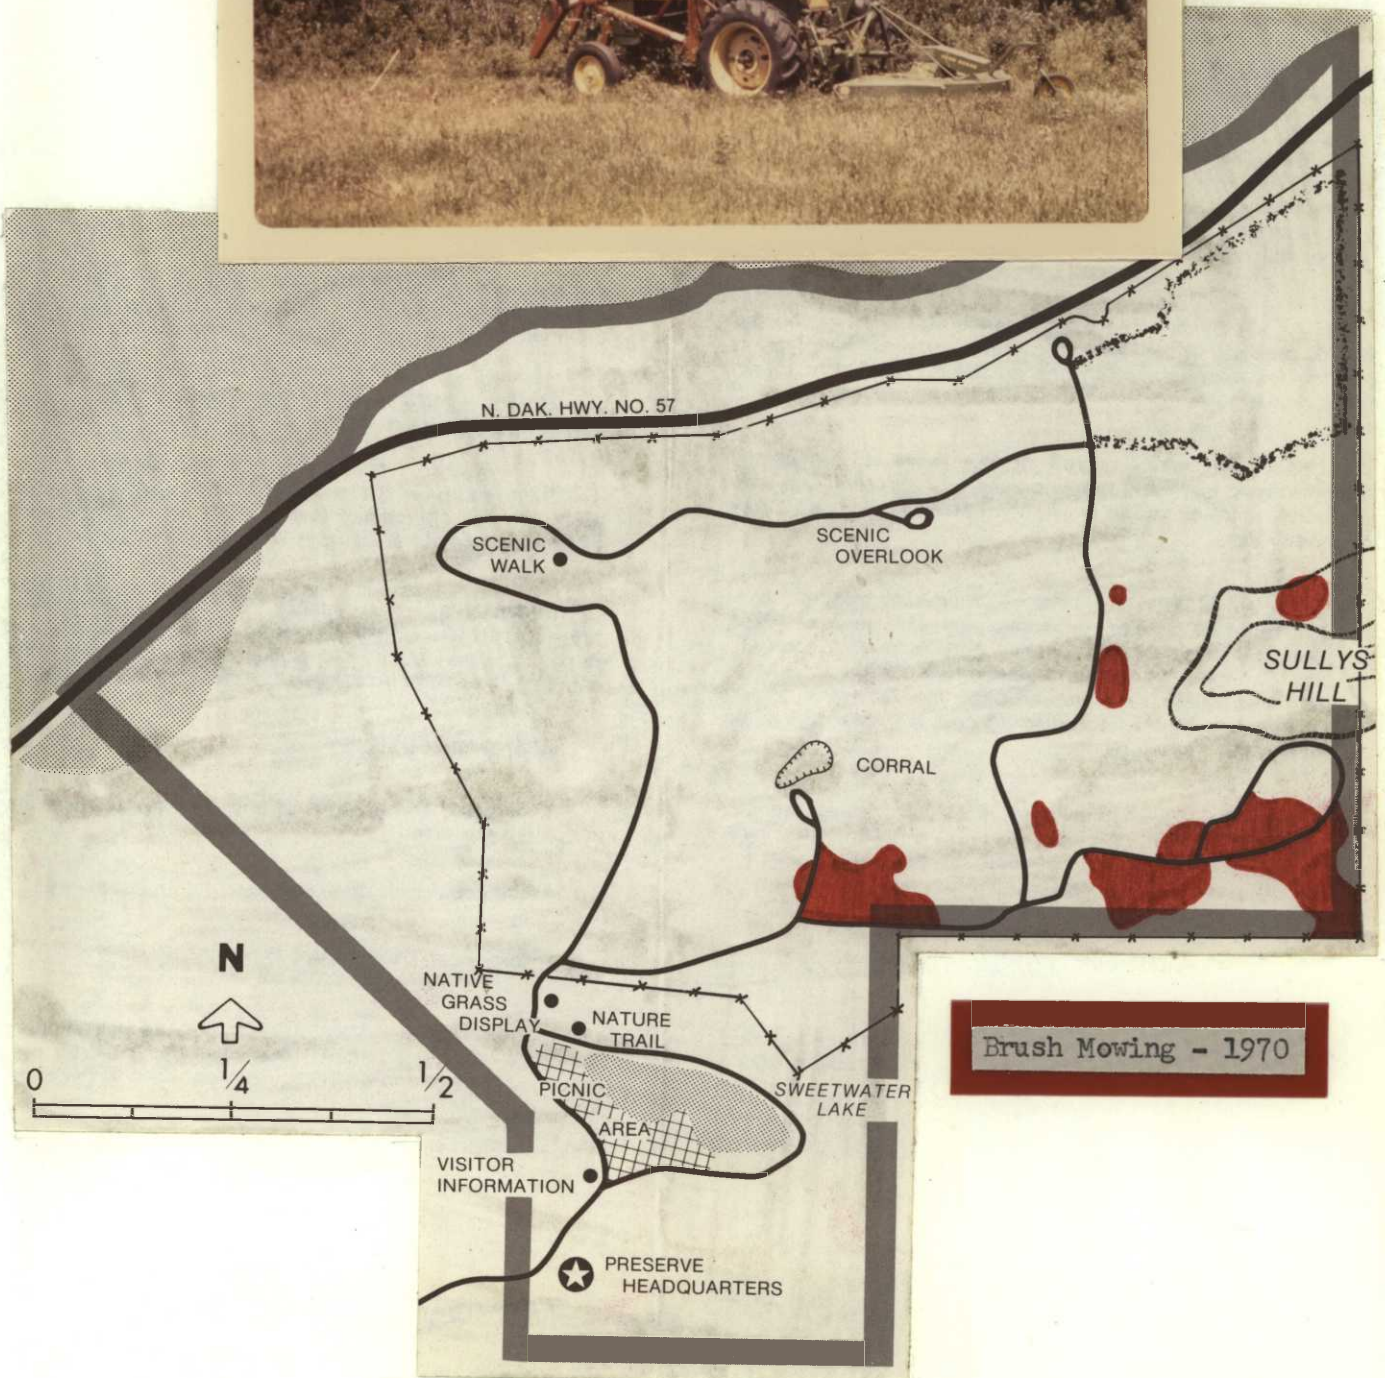 N. DAK. HWY. NO. 57
SCENIC
WALK
SCENIC
OVERLOOK
SULLYS
HILL
CORRAL
N
0
1/4
1/2
NATIVE
GRASS
DISPLAY
NATURE
TRAIL
Brush Mowing - 1970
PICNIC
AREA
SWEETWATER
LAKE
VISITOR
INFORMATION
PRESERVE
HEADQUARTERS